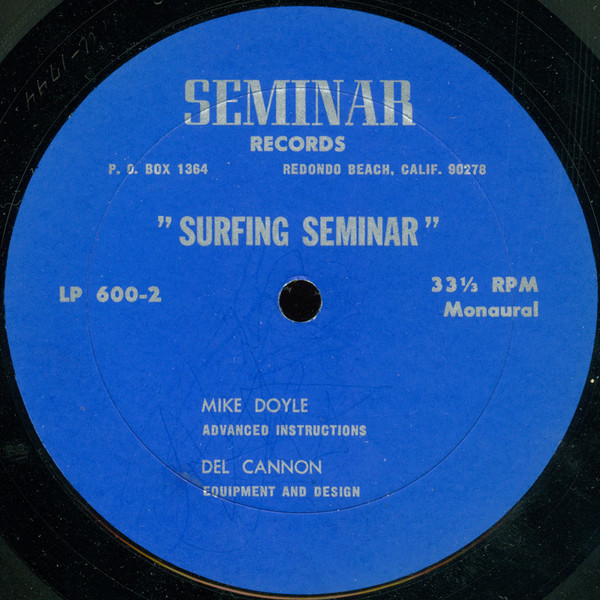 SEMINAR
RECORDS
P. O. BOX 1364 REDONDO BEACH, CALIF. 90278
"SURFING SEMINAR"
LP 600-2 33⅓ RPM
Monaural
MIKE DOYLE
ADVANCED INSTRUCTIONS
DEL CANNON
EQUIPMENT AND DESIGN